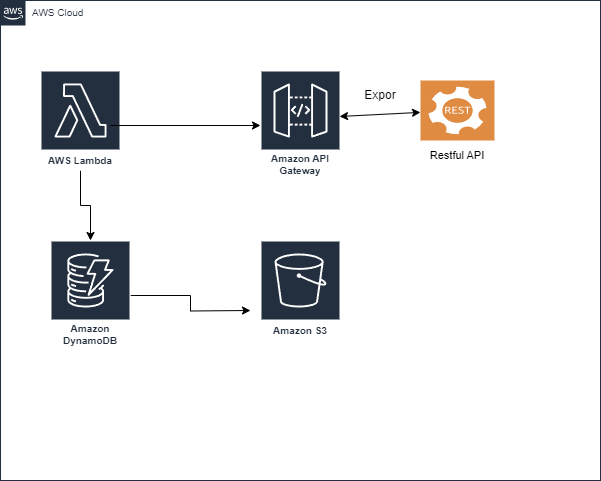 aws
AWS Cloud
Expor
</>
REST
AWS Lambda
Amazon API
Gateway
Restful API
Amazon
DynamoDB
Amazon S3